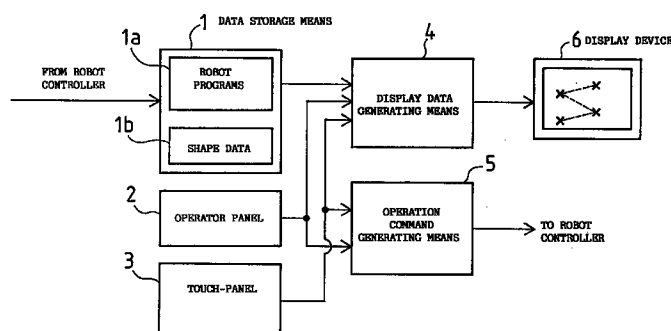 1 DATA STORAGE MEANS
1a
FROM ROBOT
CONTROLLER
ROBOT
PROGRAMS
1b
SHAPE DATA
2
OPERATOR PANEL
3
TOUCH-PANEL
4
DISPLAY DATA
GENERATING MEANS
5
OPERATION
COMMAND
GENERATING MEANS
6 DISPLAY DEVICE
TO ROBOT
CONTROLLER